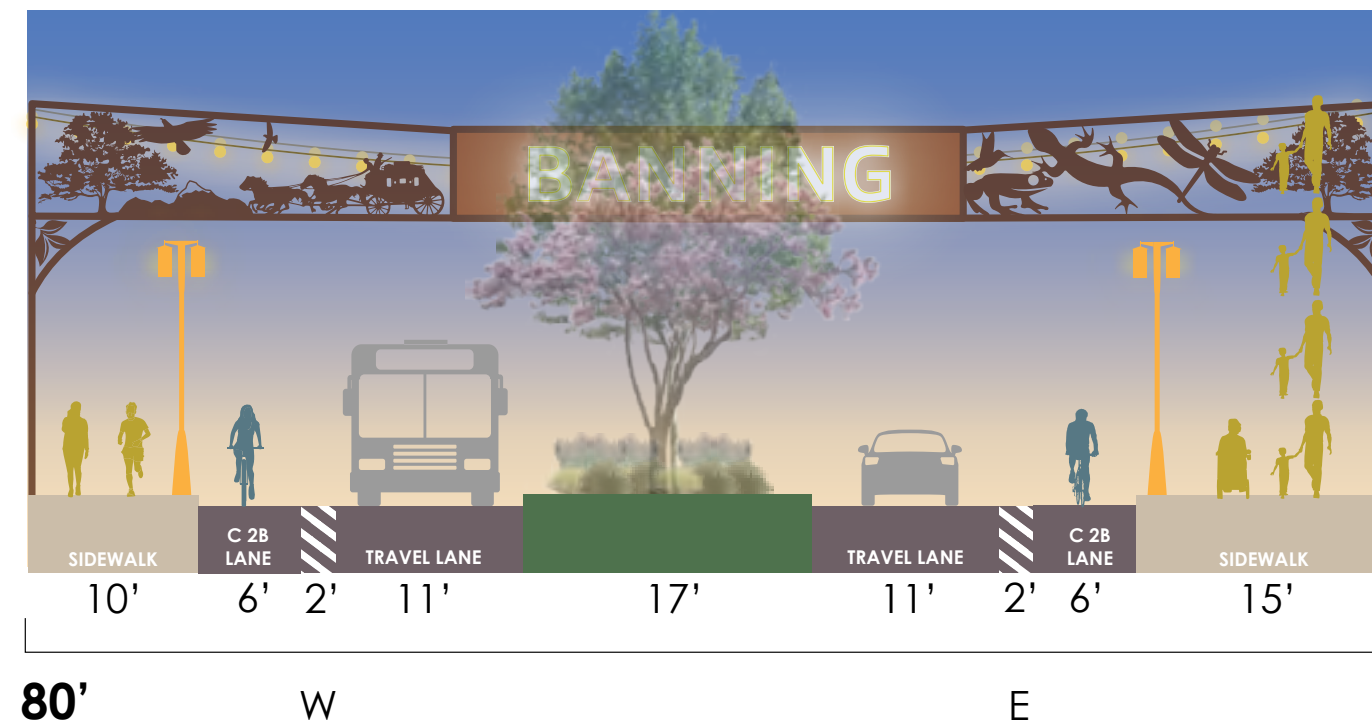 BANNING
SIDEWALK
C 2B
LANE
TRAVEL LANE
TRAVEL LANE
C 2B
LANE
SIDEWALK
10’ 6’ 2’ 11’ 17’ 11’ 2’ 6’ 15’
80’ W E